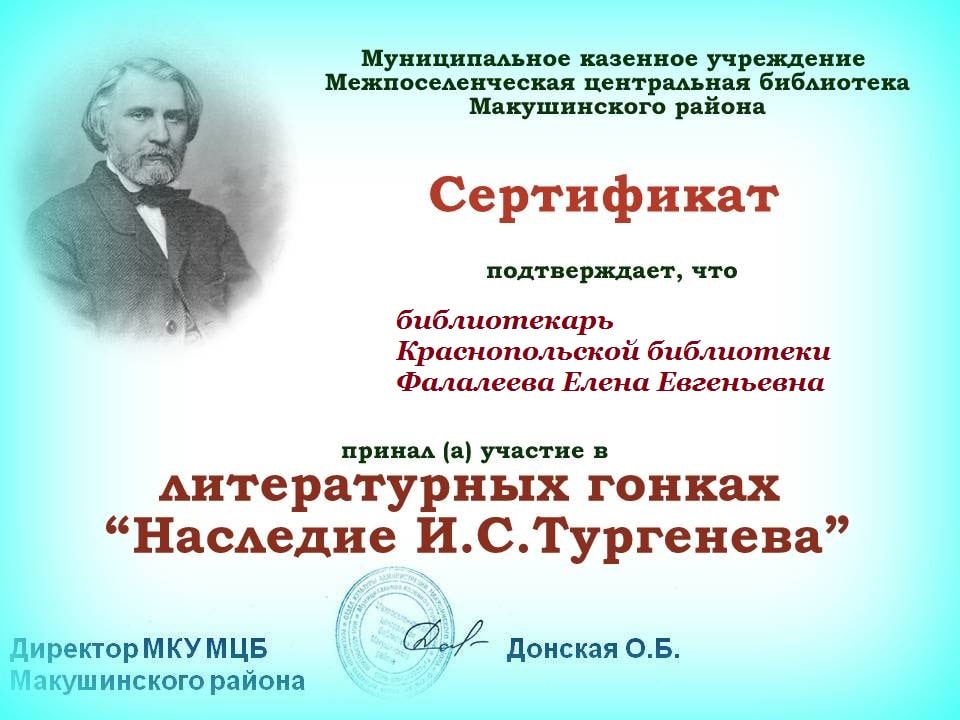 Муниципальное казенное учреждение
Межпоселенческая центральная библиотека
Макушинского района
Сертификат
подтверждает, что
библиотекарь
Краснопольской библиотеки
Фалалеева Елена Евгеньевна
принал (а) участие в
литературных гонках
“Наследие И.С.Тургенева”
Директор МКУ МЦБ
Макушинского района
Донская О.Б.